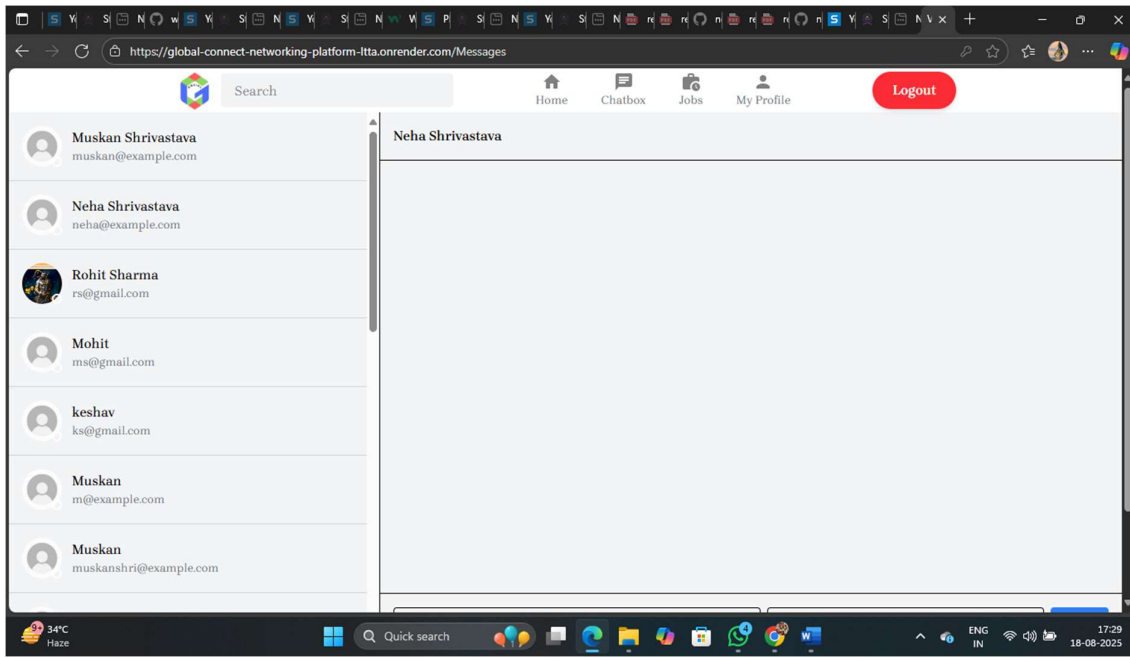 https://global-connect-networking-platform-ltta.onrender.com/Messages
Search
Home
Chatbox
Jobs
My Profile
Logout
Muskan Shrivastava
muskan@example.com
Neha Shrivastava
neha@example.com
Rohit Sharma
rs@gmail.com
Mohit
ms@gmail.com
keshav
ks@gmail.com
Muskan
m@example.com
Muskan
muskanshri@example.com
Neha Shrivastava
34°C
Haze
Quick search
ENG
IN
17:29
18-08-2025